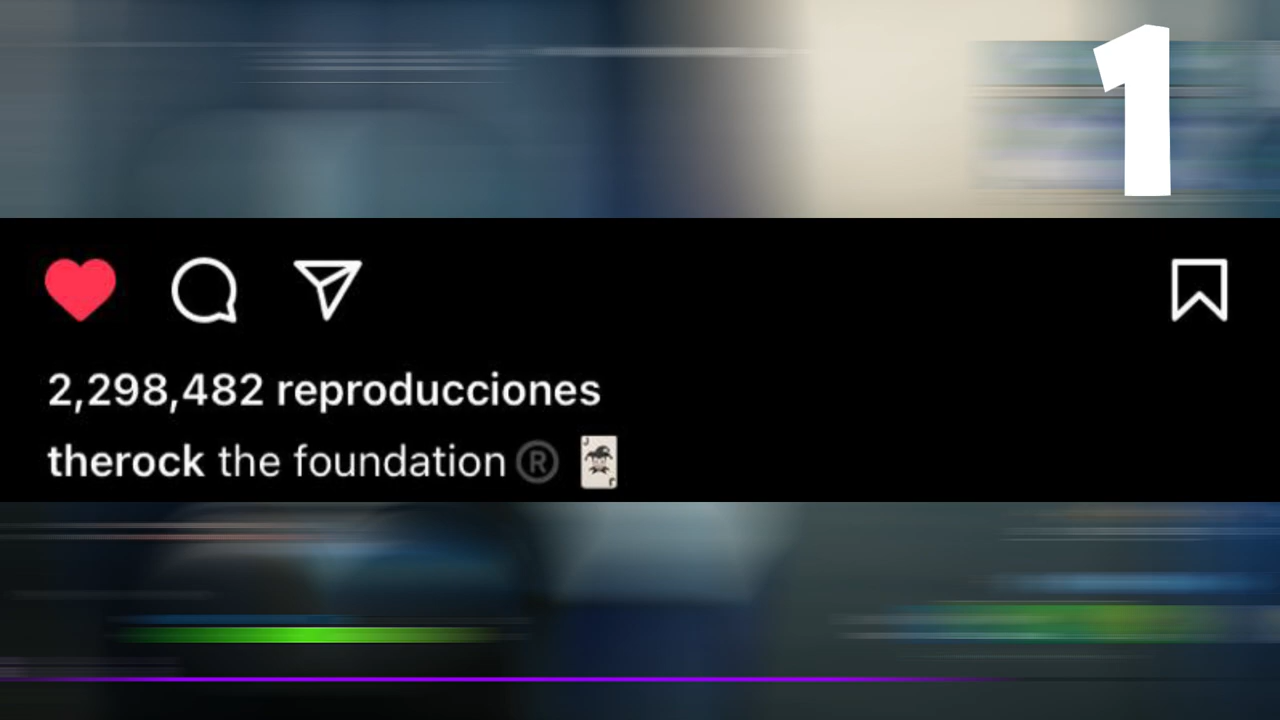 1
2,298,482 reproducciones
therock the foundation ® 🃏